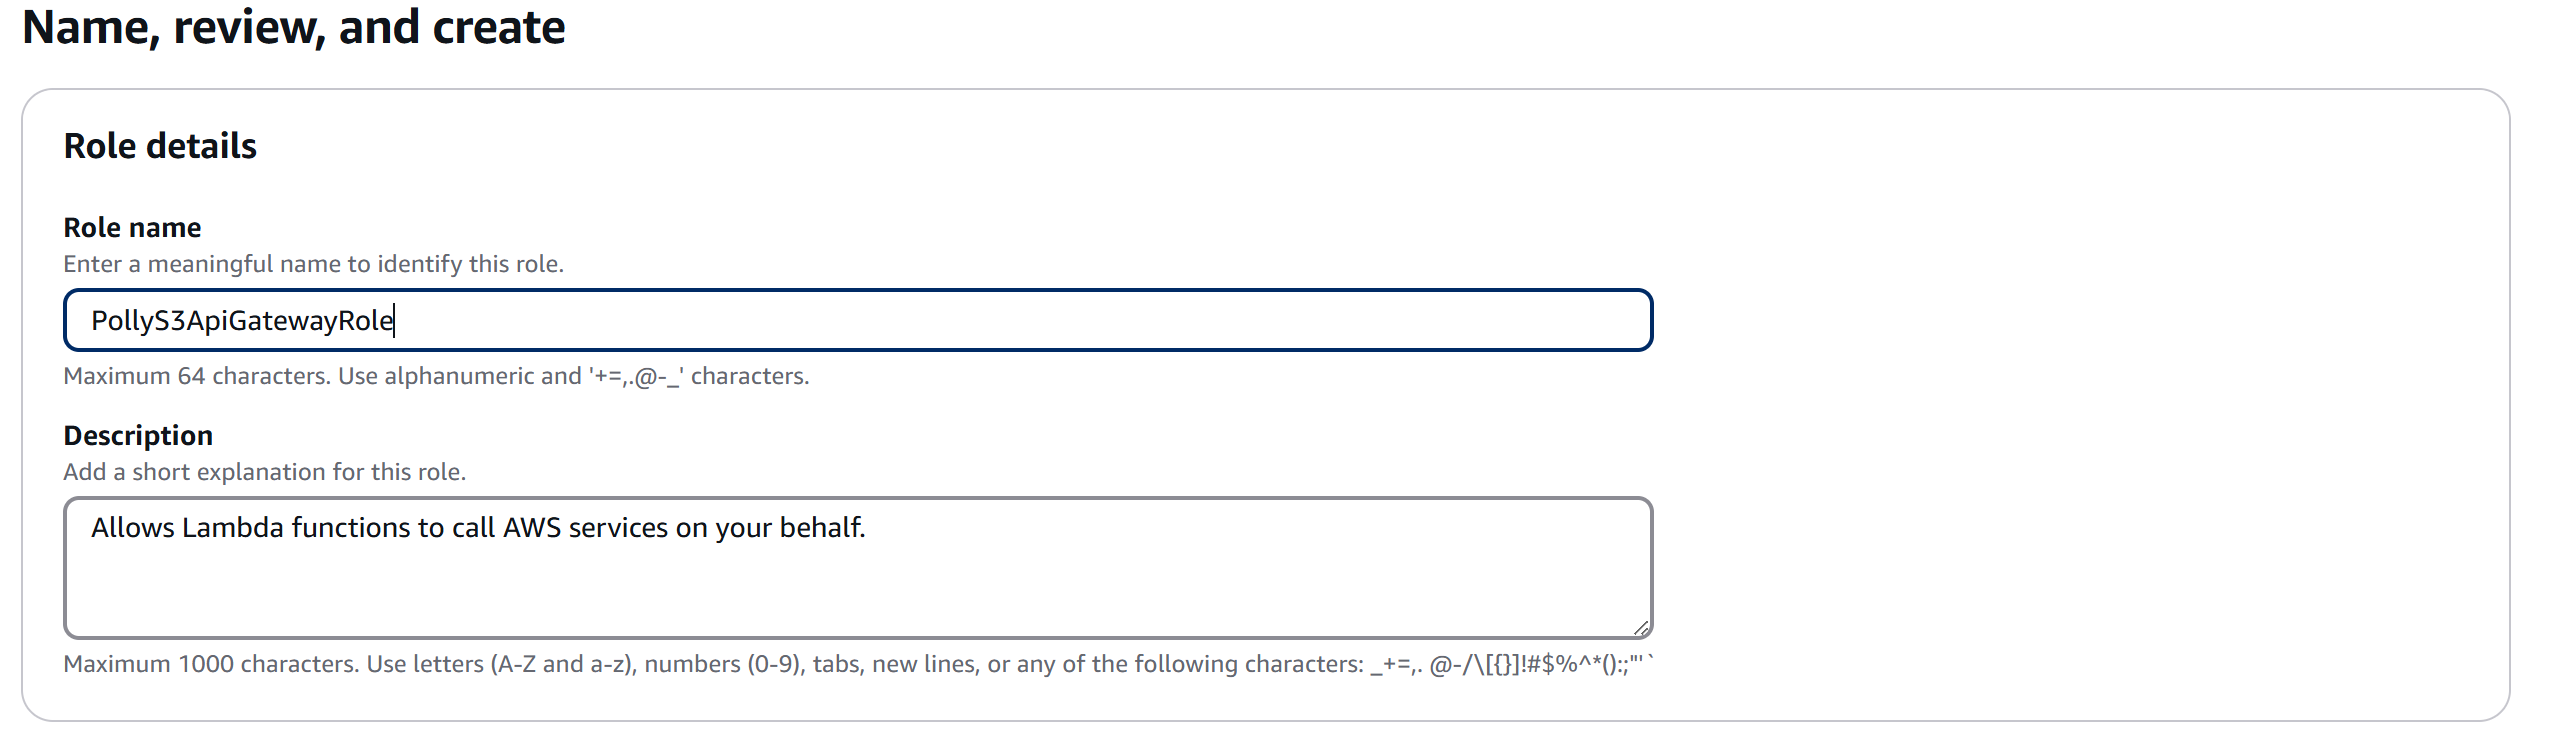 Name, review, and create
Role details
Role name
Enter a meaningful name to identify this role.
PollyS3ApiGatewayRole
Maximum 64 characters. Use alphanumeric and '+=,.@-_' characters.
Description
Add a short explanation for this role.
Allows Lambda functions to call AWS services on your behalf.
Maximum 1000 characters. Use letters (A-Z and a-z), numbers (0-9), tabs, new lines, or any of the following characters: _+=,. @-/\[{}]!#$%^*();:"'`